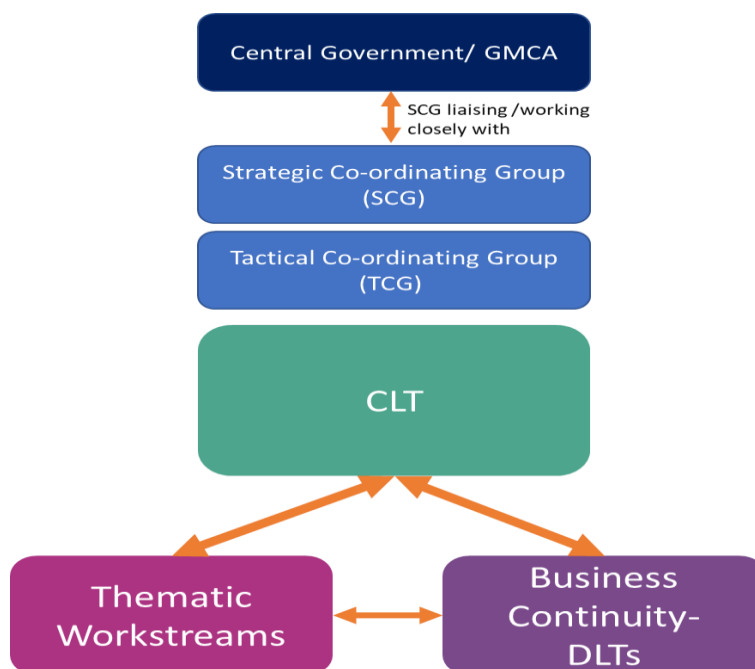 Central Government/ GMCA
SCG liaising /working
closely with
Strategic Co-ordinating Group
(SCG)
Tactical Co-ordinating Group
(TCG)
CLT
Thematic
Workstreams
Business
Continuity-
DLTs